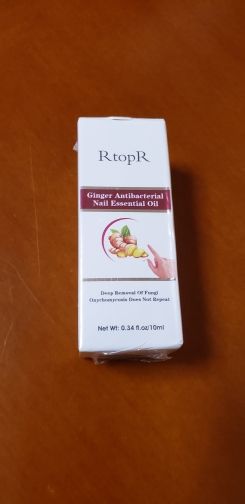 RtopR
Ginger Antibacterial
Nail Essential Oil
Deep Removal Of Fungi
Onychomycosis Does Not Repeat
Net Wt: 0.34 fl.oz/10ml